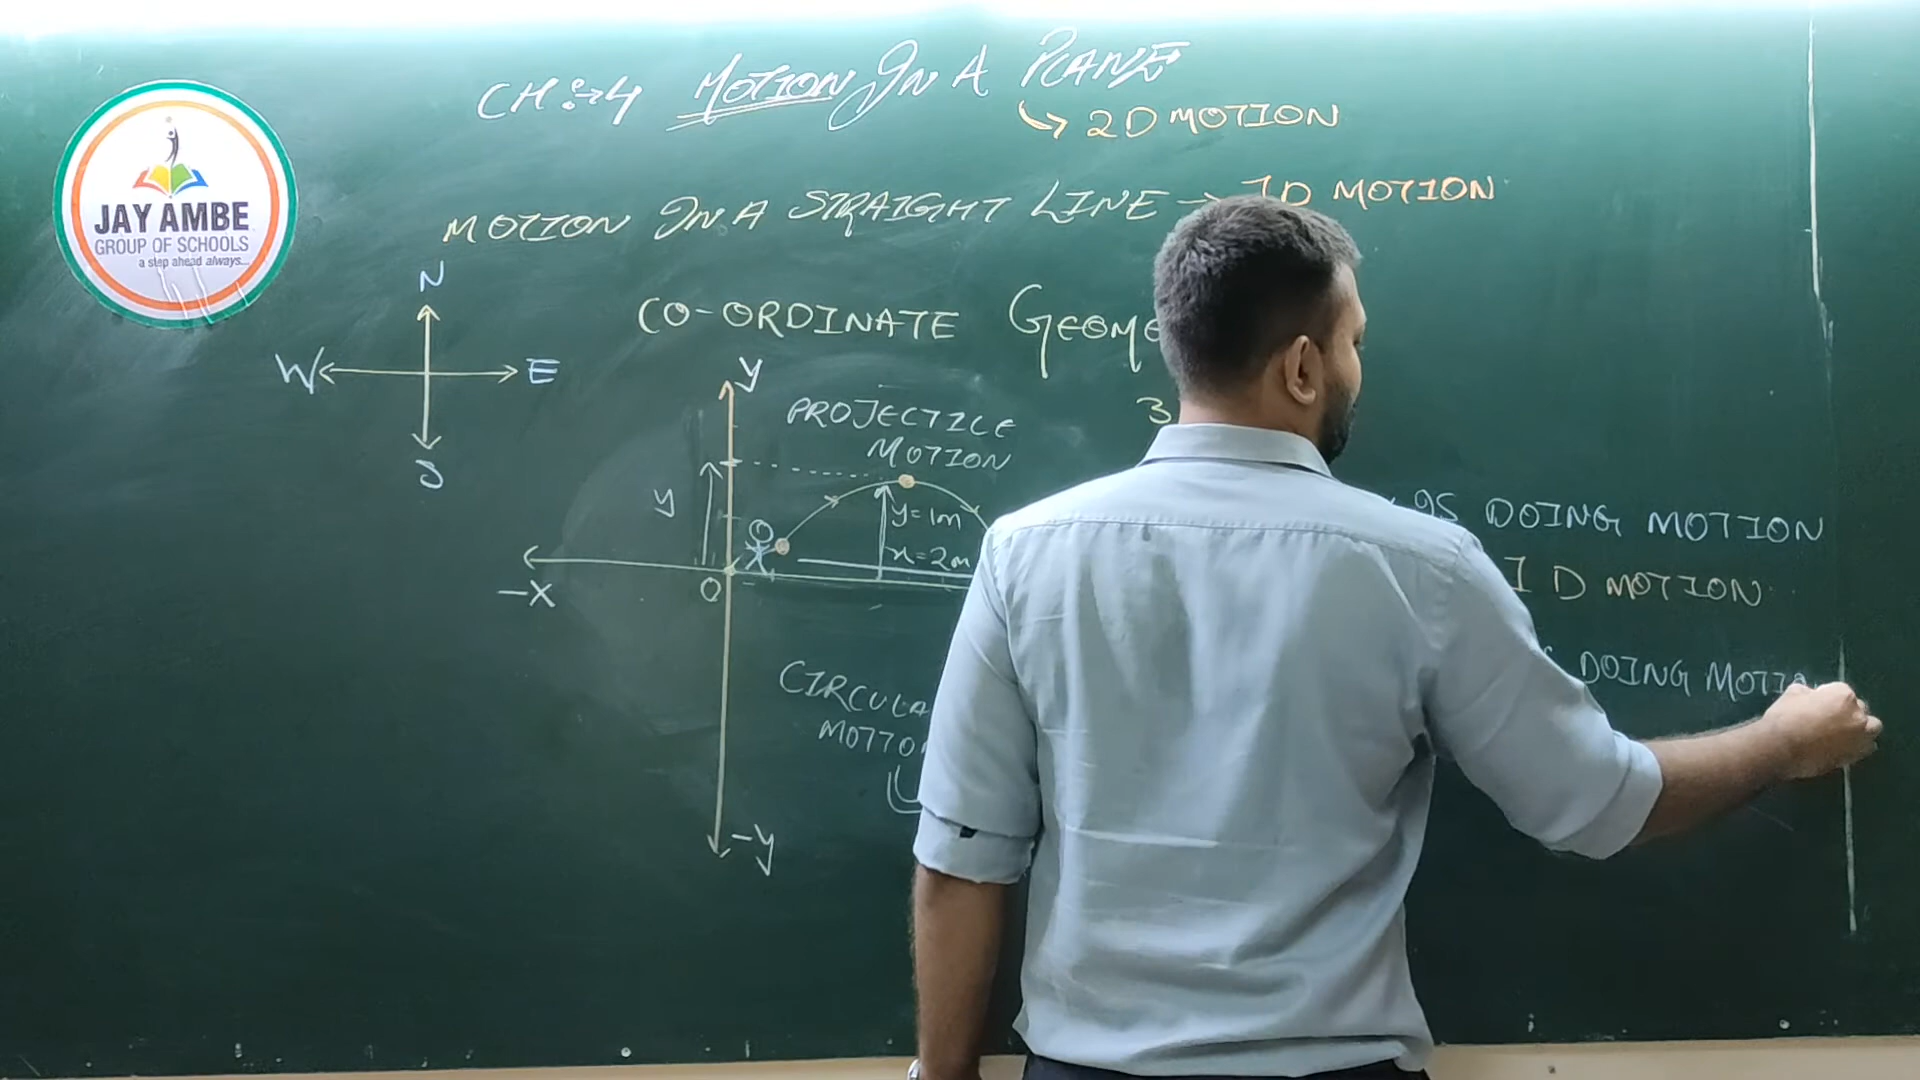 CH:→4 MOTION IN A PLANE
↳ 2D MOTION
JAY AMBE
GROUP OF SCHOOLS
a step ahead always...
MOTION IN A STRAIGHT LINE → 1D MOTION
N
W E
S
CO-ORDINATE GEOME
y
PROJECTILE
MOTION
3
y
y=1m
x=2m
-X
O
IS DOING MOTION
1 D MOTION
DOING MOTIO
CIRCULA
MOTIO
-y